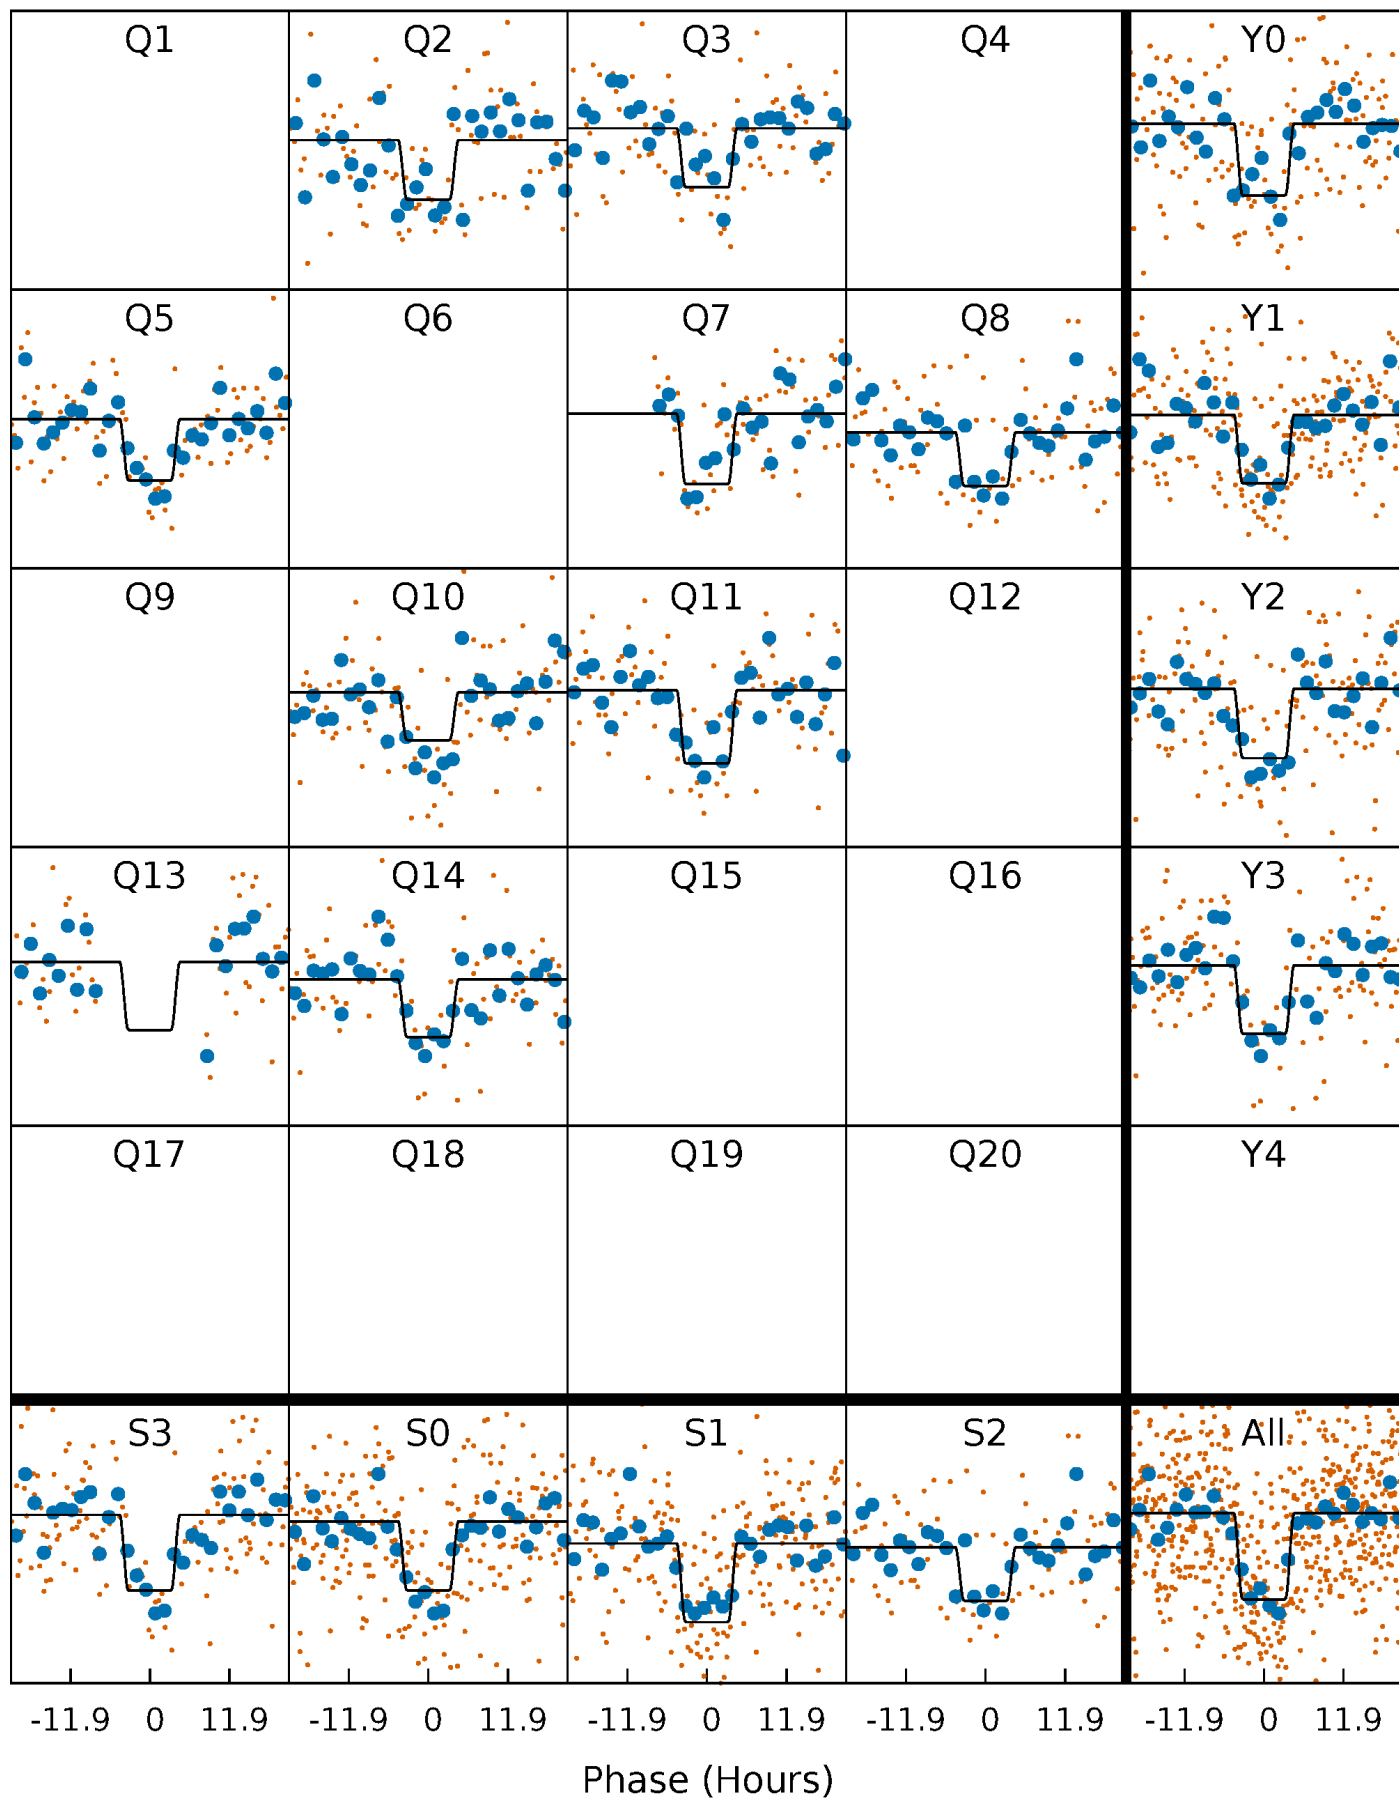 Q1 Q2 Q3 Q4 Y0
Q5 Q6 Q7 Q8 Y1
Q9 Q10 Q11 Q12 Y2
Q13 Q14 Q15 Q16 Y3
Q17 Q18 Q19 Q20 Y4
S3 S0 S1 S2 All
-11.9 0 11.9 -11.9 0 11.9 -11.9 0 11.9 -11.9 0 11.9 -11.9 0 11.9
Phase (Hours)